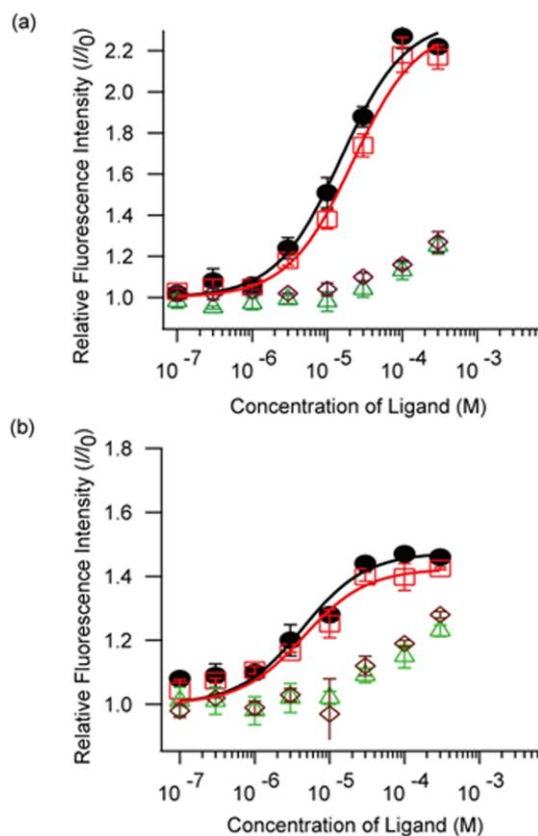 (a)
Relative Fluorescence Intensity (I/I₀)
2.2
2.0
1.8
1.6
1.4
1.2
1.0
10⁻⁷ 10⁻⁶ 10⁻⁵ 10⁻⁴ 10⁻³
Concentration of Ligand (M)
(b)
Relative Fluorescence Intensity (I/I₀)
1.8
1.6
1.4
1.2
1.0
10⁻⁷ 10⁻⁶ 10⁻⁵ 10⁻⁴ 10⁻³
Concentration of Ligand (M)